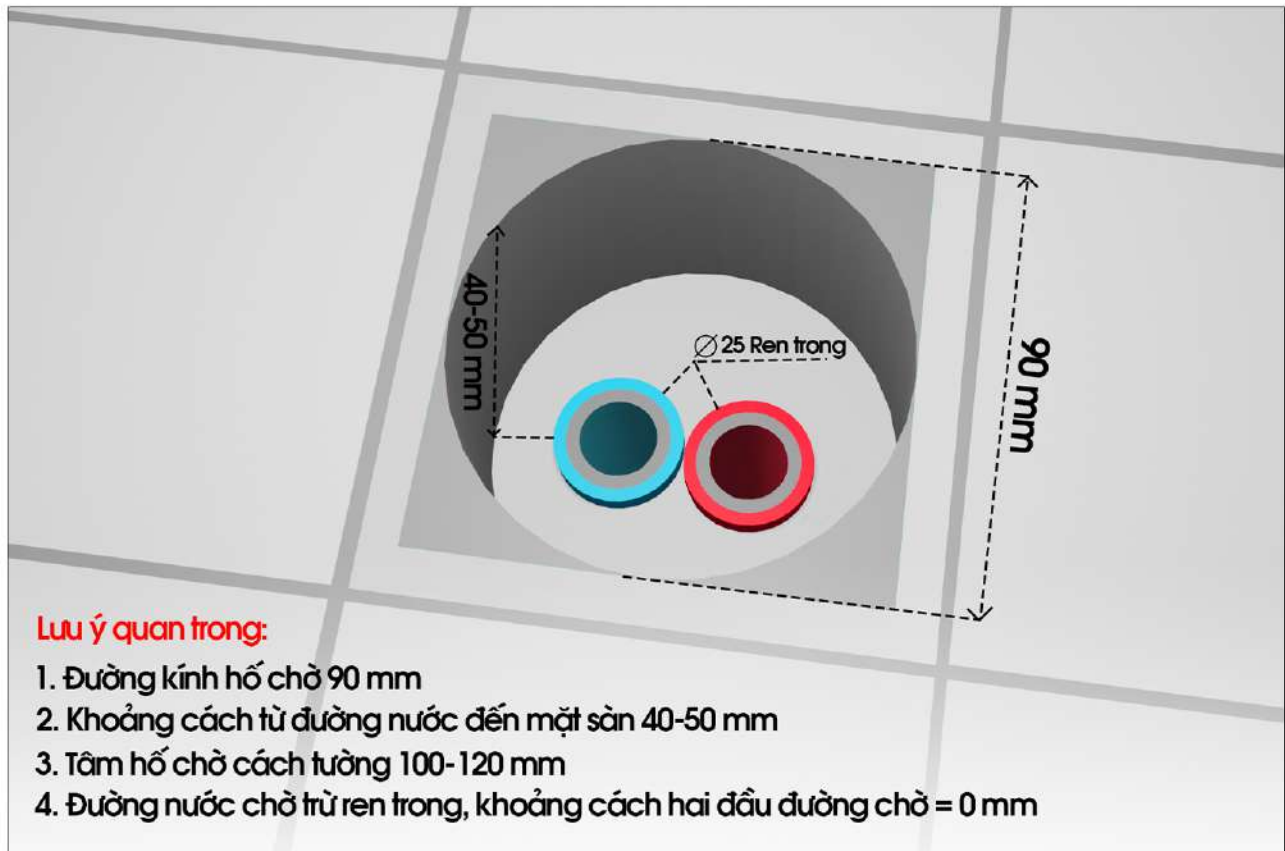 40-50 mm
Ø 25 Ren trong
90 mm
Lưu ý quan trong:
1. Đường kính hố chờ 90 mm
2. Khoảng cách từ đường nước đến mặt sàn 40-50 mm
3. Tâm hố chờ cách tường 100-120 mm
4. Đường nước chờ trừ ren trong, khoảng cách hai đầu đường chờ = 0 mm